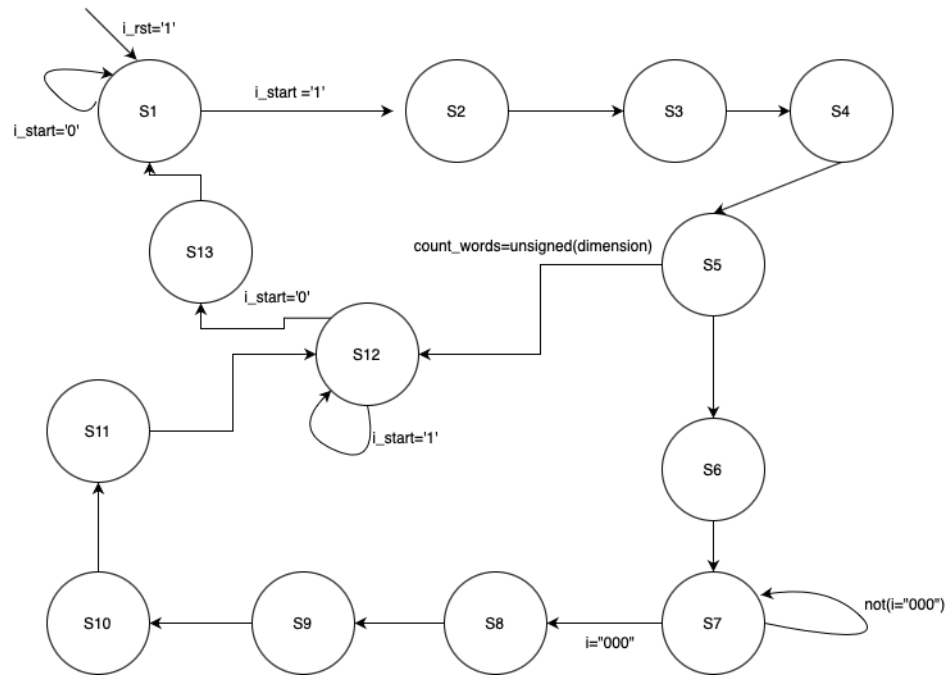 i_rst='1'
S1
i_start ='1'
S2
S3
S4
i_start='0'
S13
count_words=unsigned(dimension)
S5
i_start='0'
S12
S11
i_start='1'
S6
S10
S9
S8
i="000"
S7
not(i="000")